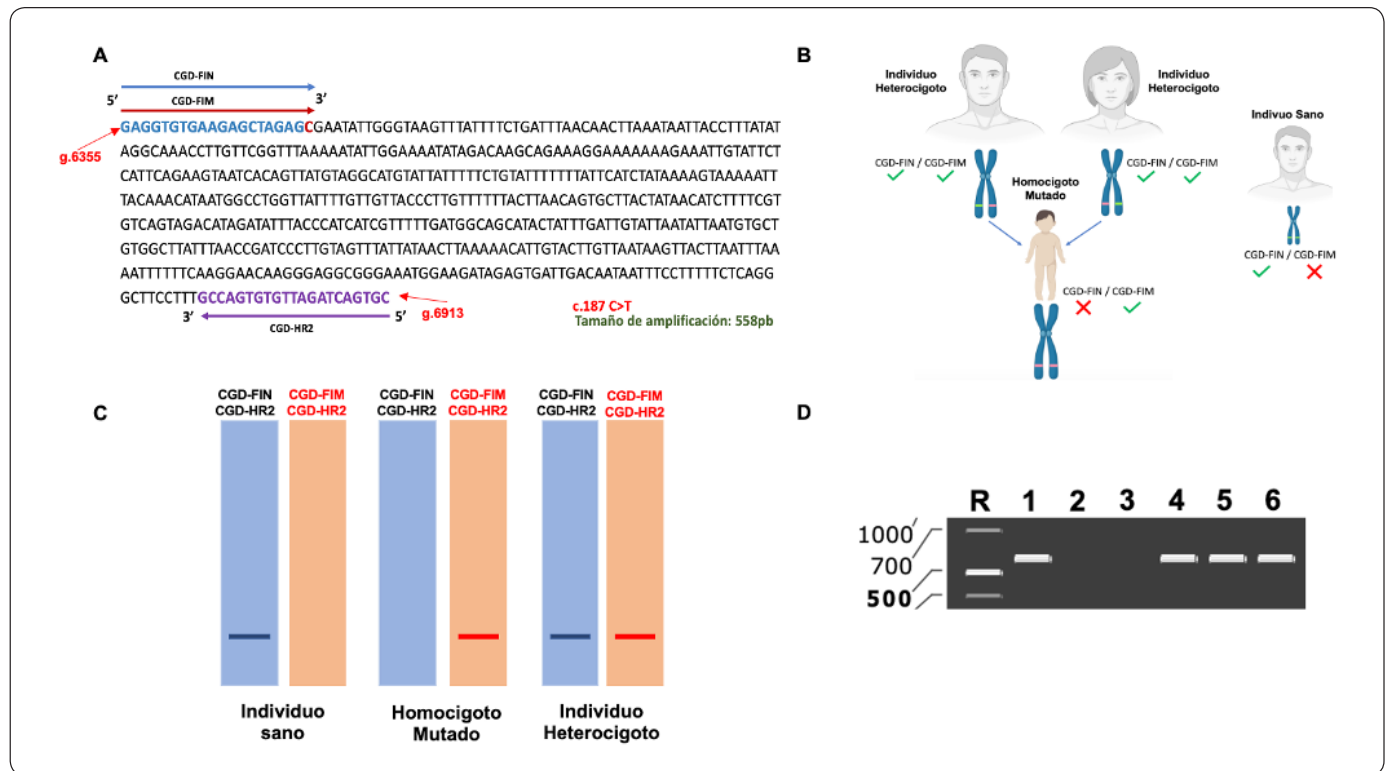 A
CGD-FIN
5’ 3’
CGD-FIM
GAGGTGTGAAGAGCTAGAGCGAATATTGGGTAAGTTTATTTTCTGATTTAACAACTTAAATAATTACCTTTATAT
g.6355
AGGCAAACCTTGTTCGGTTTAAAAATATTGGAAAATATAGACAAGCAGAAAGGAAAAAAAGAAATTGTATTCT
CATTCAGAAGTAATCACAGTTATGTAGGCATGTATTATTTTTCTGTATTTTTTTATTCATCTATAAAAGTAAAAATT
TACAAACATAATGGCCTGGTTATTTTGTTGTTACCCTTGTTTTTTACTTAACAGTGCTTACTATAACATCTTTTCGT
GTCAGTAGACATAGATATTTACCCATCATCGTTTTTGATGGCAGCATACTATTTGATTGTATTAATATTAATGTGCT
GTGGCTTATTTAACCGATCCCTTGTAGTTTATTATAACTTAAAAACATTGTACTTGTTAATAAGTTACTTAATTTAA
AATTTTTTCAAGGAACAAGGGAGGCGGGAAATGGAAGATAGAGTGATTGACAATAATTTCCTTTTTCTCAGG
GCTTCCTTTGCCAGTGTGTTAGATCAGTGC
g.6913
3’ 5’
CGD-HR2
c.187 C>T
Tamaño de amplificación: 558pb
B
Individuo
Heterocigoto
Individuo
Heterocigoto
Indivuo Sano
CGD-FIN / CGD-FIM
CGD-FIN / CGD-FIM
Homocigoto
Mutado
CGD-FIN / CGD-FIM
CGD-FIN / CGD-FIM
C
CGD-FIN CGD-FIM CGD-FIN CGD-FIM CGD-FIN CGD-FIM
CGD-HR2 CGD-HR2 CGD-HR2 CGD-HR2 CGD-HR2 CGD-HR2
Individuo
sano
Homocigoto
Mutado
Individuo
Heterocigoto
D
R 1 2 3 4 5 6
1000
700
500